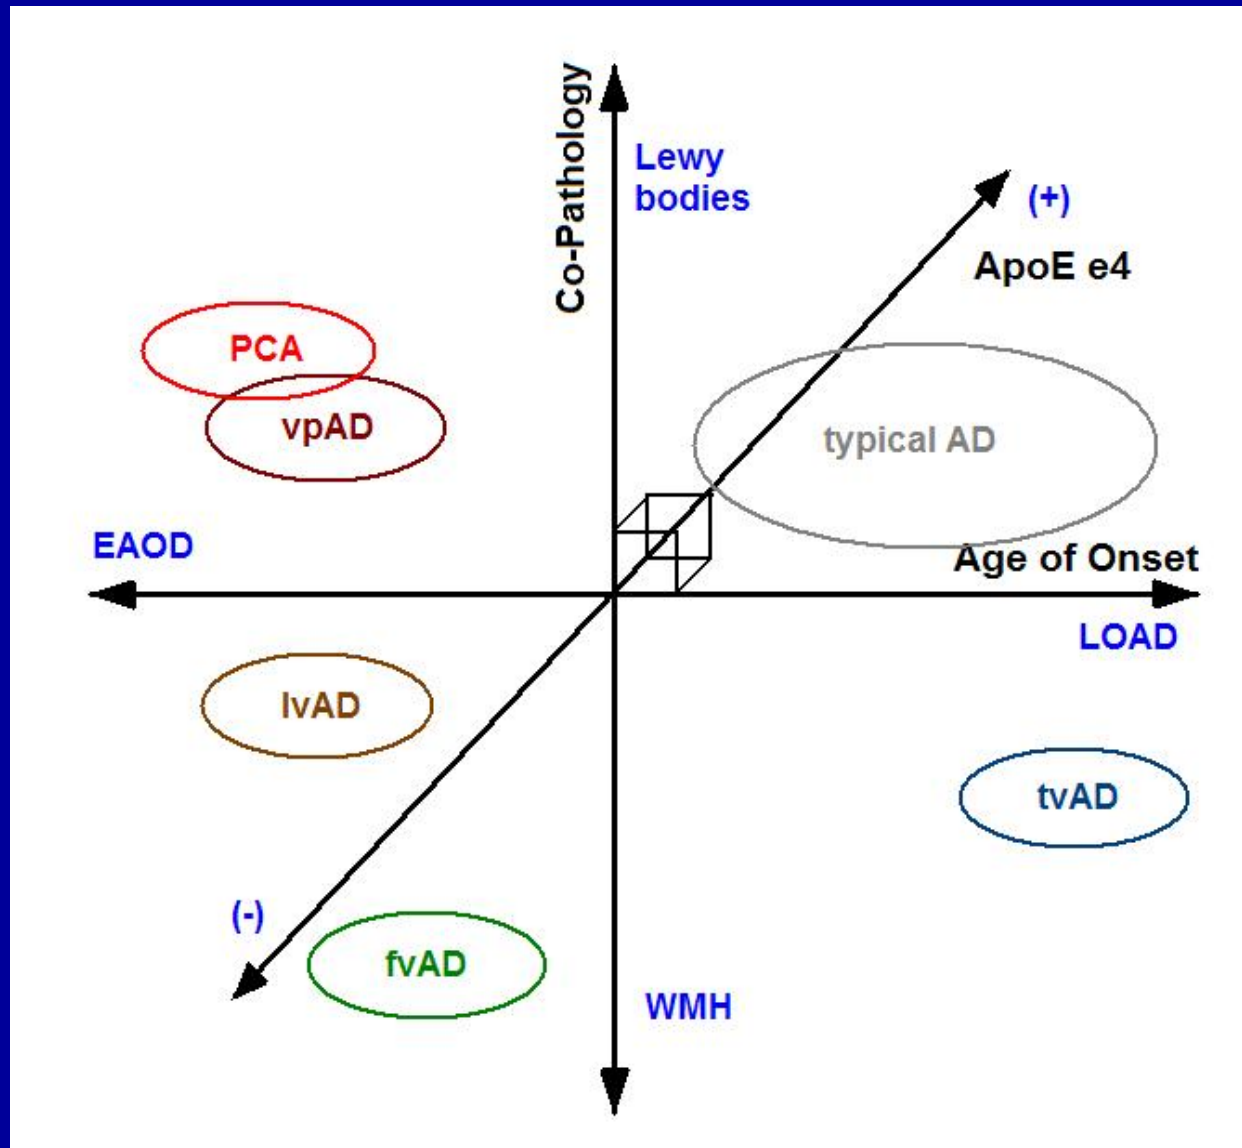 Co-Pathology
Lewy
bodies
(+)
ApoE e4
PCA
vpAD
typical AD
EAOD
Age of Onset
LOAD
lvAD
tvAD
(-)
fvAD
WMH